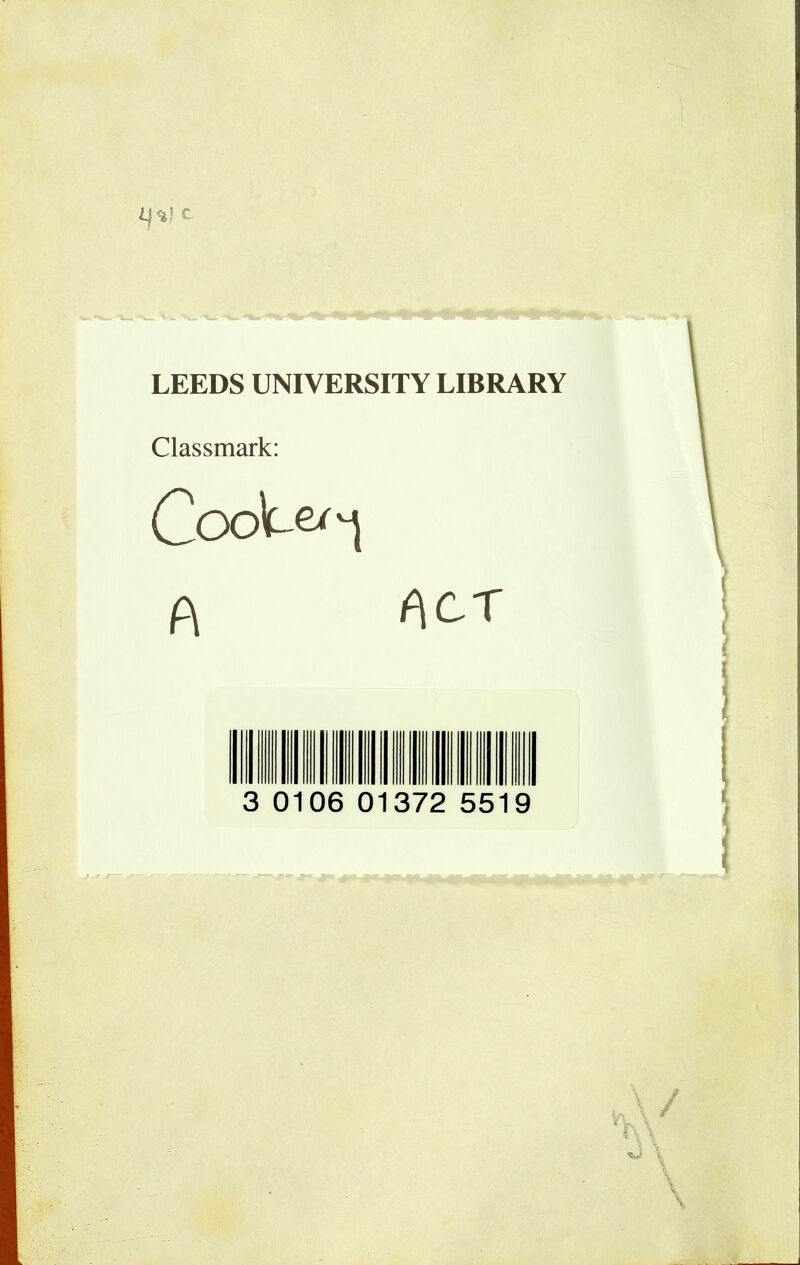 LEEDS UNIVERSITY LIBRARY
Classmark:
Cookery
A ACT
3 0106 01372 5519